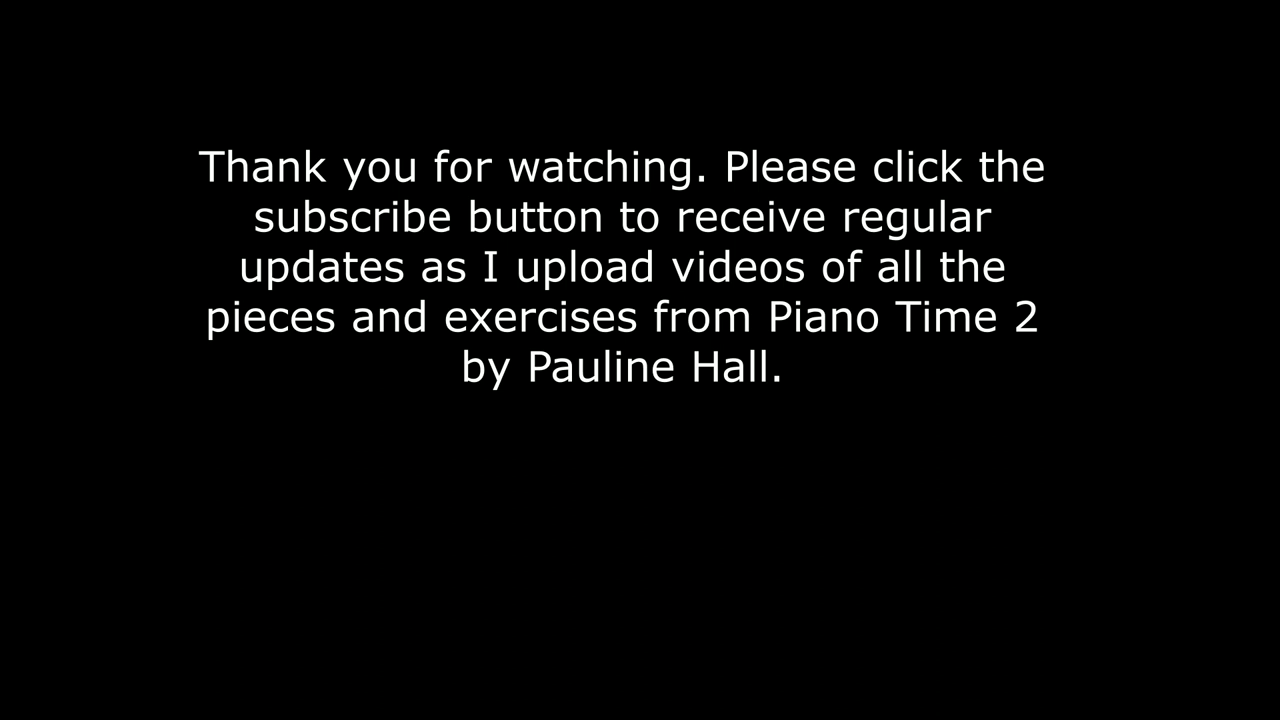 Thank you for watching. Please click the
subscribe button to receive regular
updates as I upload videos of all the
pieces and exercises from Piano Time 2
by Pauline Hall.